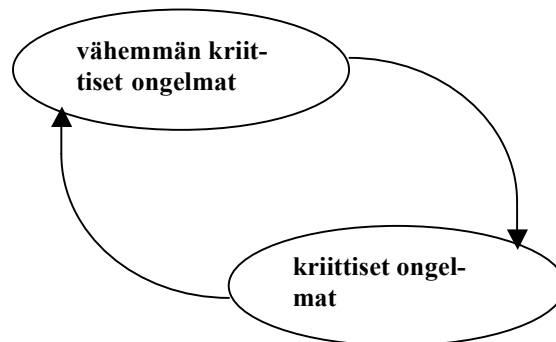 vähemmän kriit-
tiset ongelmat
kriittiset ongel-
mat